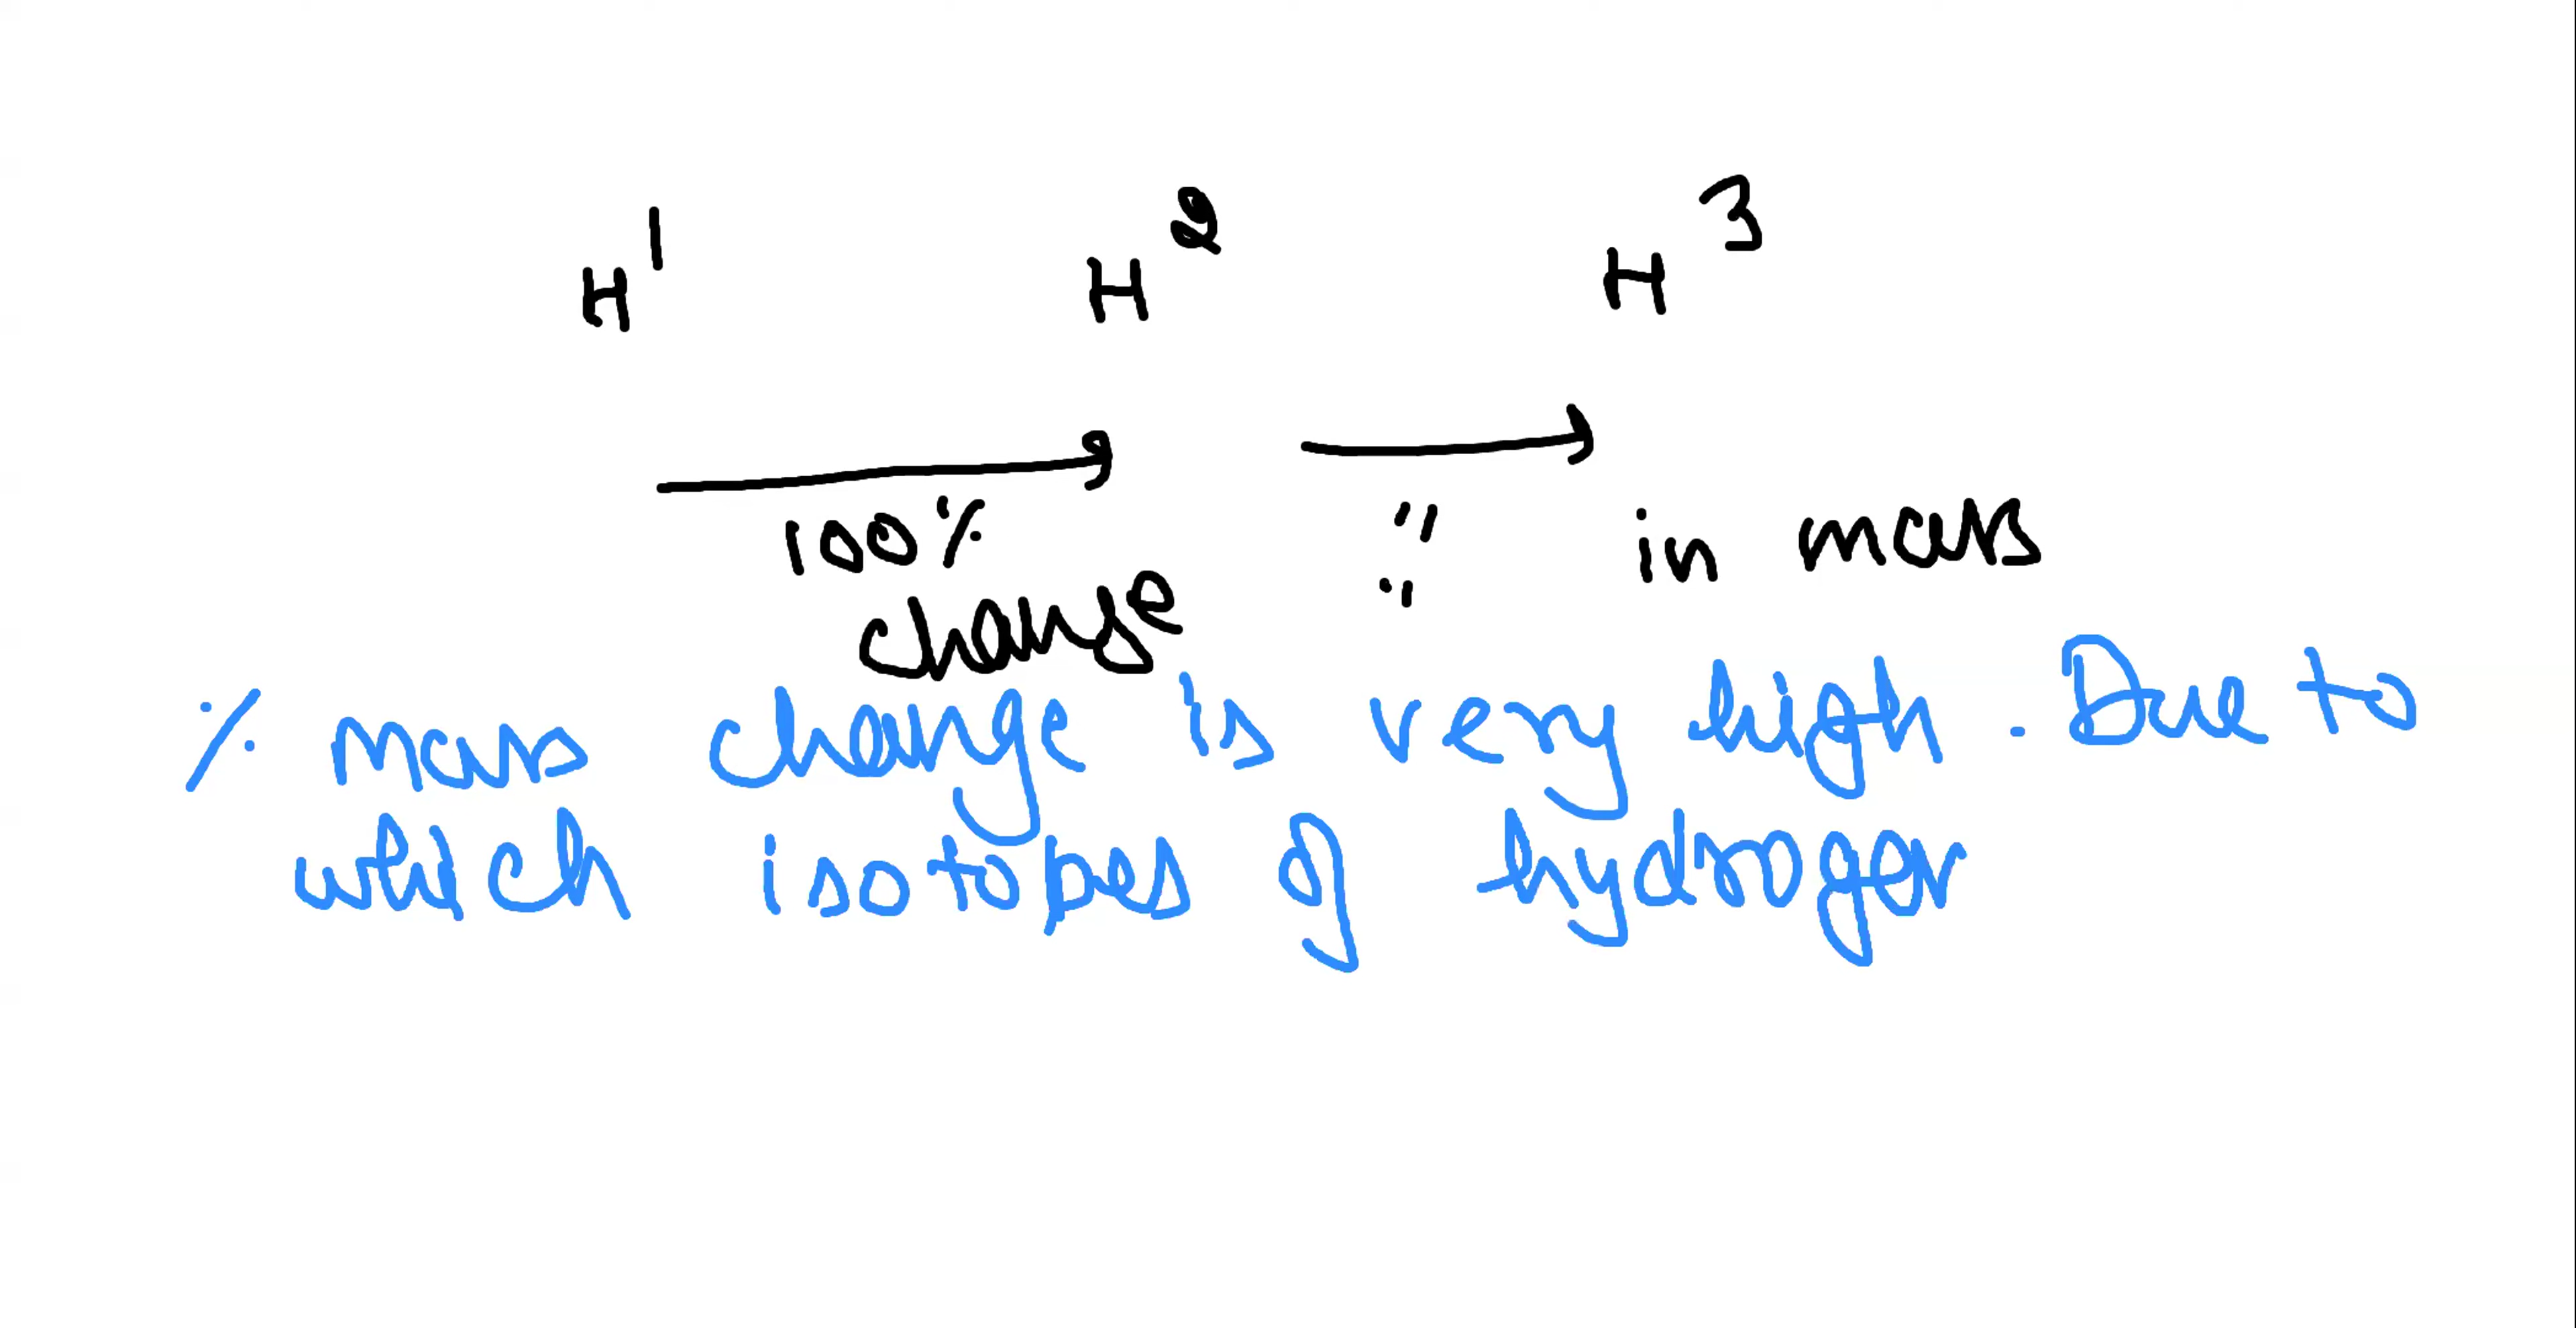 H¹ H² H³
100% " in mass
change "
% mass change is very high. Due to
which isotopes of hydrogen